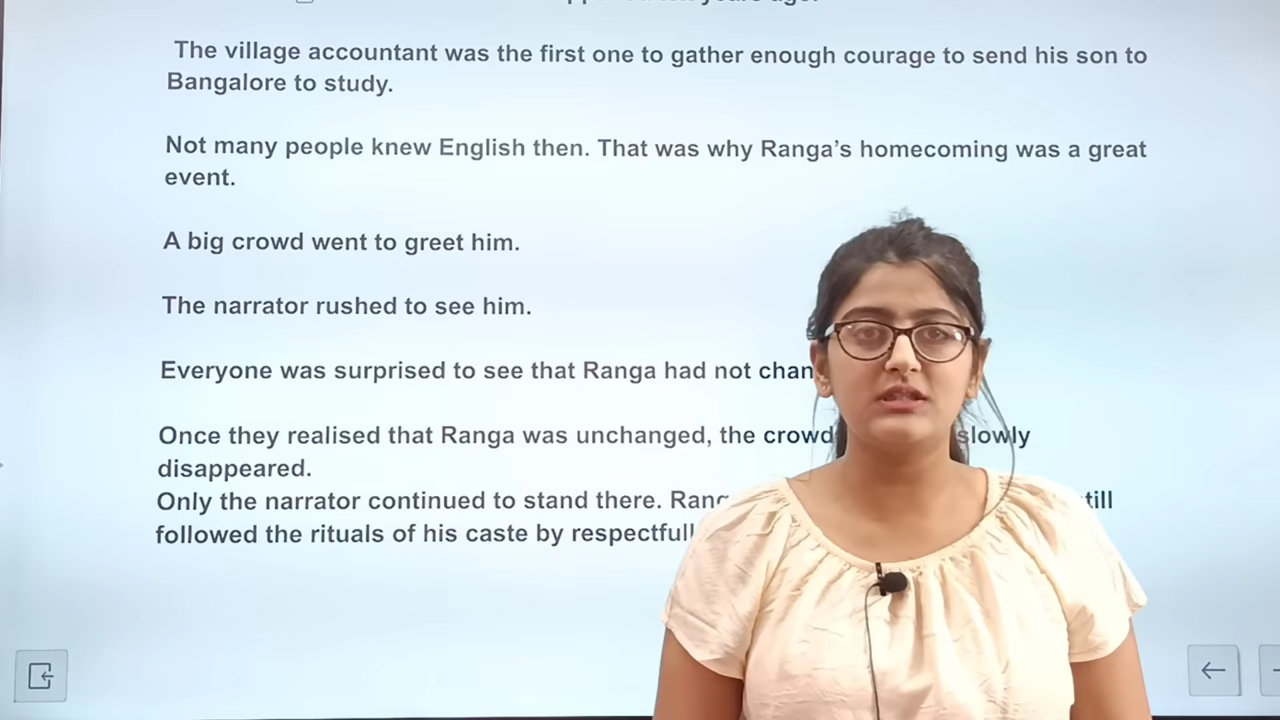 The village accountant was the first one to gather enough courage to send his son to
Bangalore to study.
Not many people knew English then. That was why Ranga’s homecoming was a great
event.
A big crowd went to greet him.
The narrator rushed to see him.
Everyone was surprised to see that Ranga had not
Once they realised that Ranga was unchanged, the crowd slowly
disappeared.
Only the narrator continued to stand there.
followed the rituals of his caste by